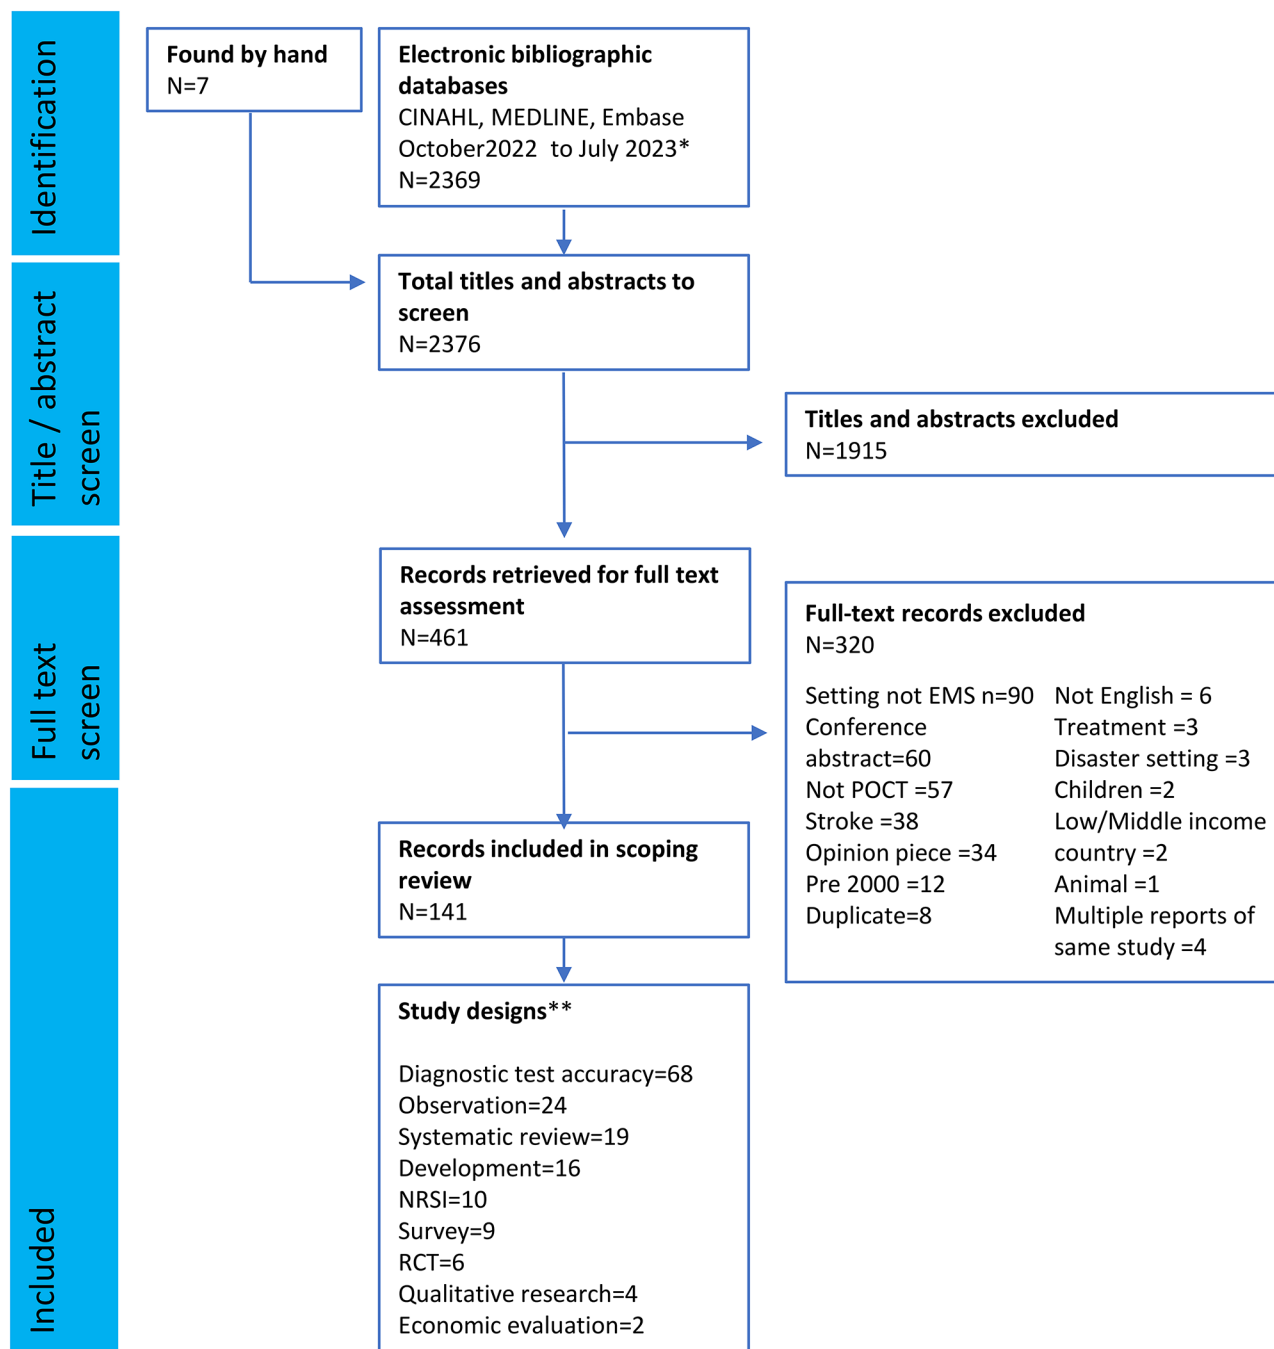 Identification
Found by hand
N=7
Electronic bibliographic
databases
CINAHL, MEDLINE, Embase
October2022  to July 2023*
N=2369
Title / abstract
screen
Total titles and abstracts to
screen
N=2376
Titles and abstracts excluded
N=1915
Full text
screen
Records retrieved for full text
assessment
N=461
Full-text records excluded
N=320
Setting not EMS n=90
Conference
abstract=60
Not POCT =57
Stroke =38
Opinion piece =34
Pre 2000 =12
Duplicate=8
Not English = 6
Treatment =3
Disaster setting =3
Children =2
Low/Middle income
country =2
Animal =1
Multiple reports of
same study =4
Included
Records included in scoping
review
N=141
Study designs**
Diagnostic test accuracy=68
Observation=24
Systematic review=19
Development=16
NRSI=10
Survey=9
RCT=6
Qualitative research=4
Economic evaluation=2